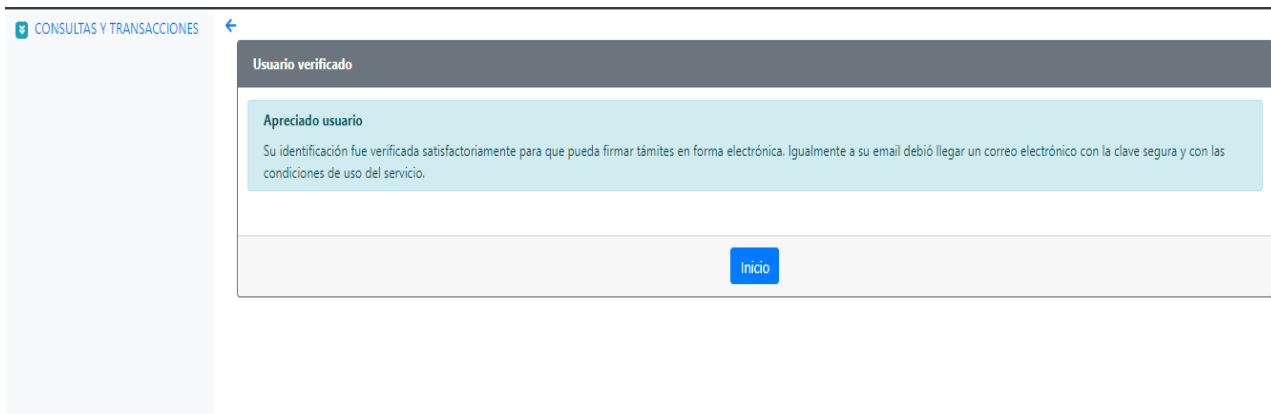 CONSULTAS Y TRANSACCIONES
Usuario verificado
Apreciado usuario
Su identificación fue verificada satisfactoriamente para que pueda firmar támites en forma electrónica. Igualmente a su email debió llegar un correo electrónico con la clave segura y con las
condiciones de uso del servicio.
Inicio